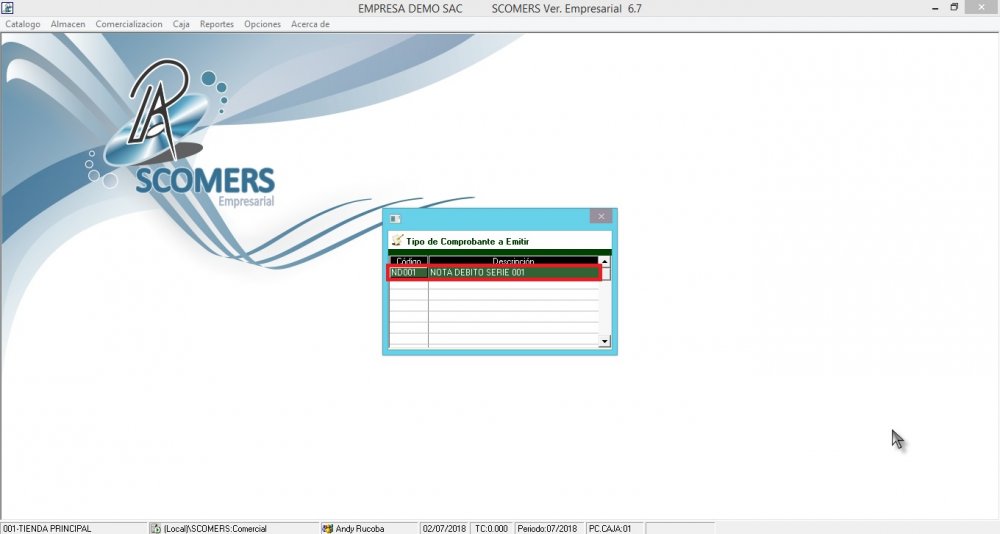 EMPRESA DEMO SAC SCOMERS Ver. Empresarial 6.7
Catalogo Almacen Comercializacion Caja Reportes Opciones Acerca de
SCOMERS
Empresarial
Tipo de Comprobante a Emitir
Código Descripción
ND001 NOTA DEBITO SERIE 001
001-TIENDA PRINCIPAL (Local)\SCOMERS:Comercial Andy Rucoba 02/07/2018 TC:0.000 Periodo:07/2018 PC.CAJA:01